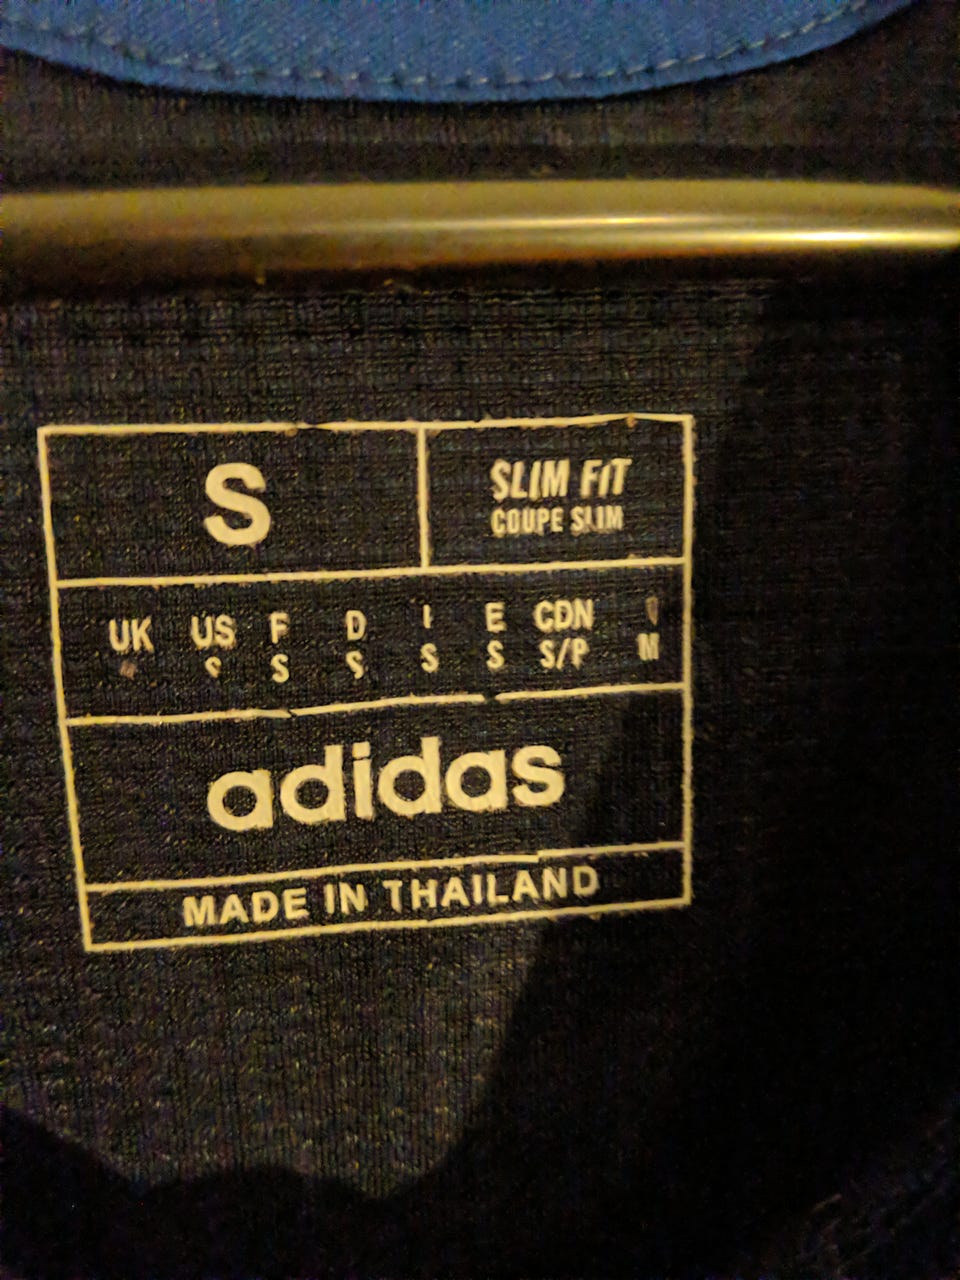 S
SLIM FIT
COUPE SLIM
UK US F D I E CDN
S S S S S S/P M
adidas
MADE IN THAILAND